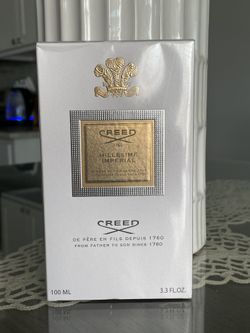 CREED
MILLESIME
IMPERIAL
CREED
DE PÈRE EN FILS DEPUIS 1760
FROM FATHER TO SON SINCE 1760
100 ML
3.3 FL.OZ.